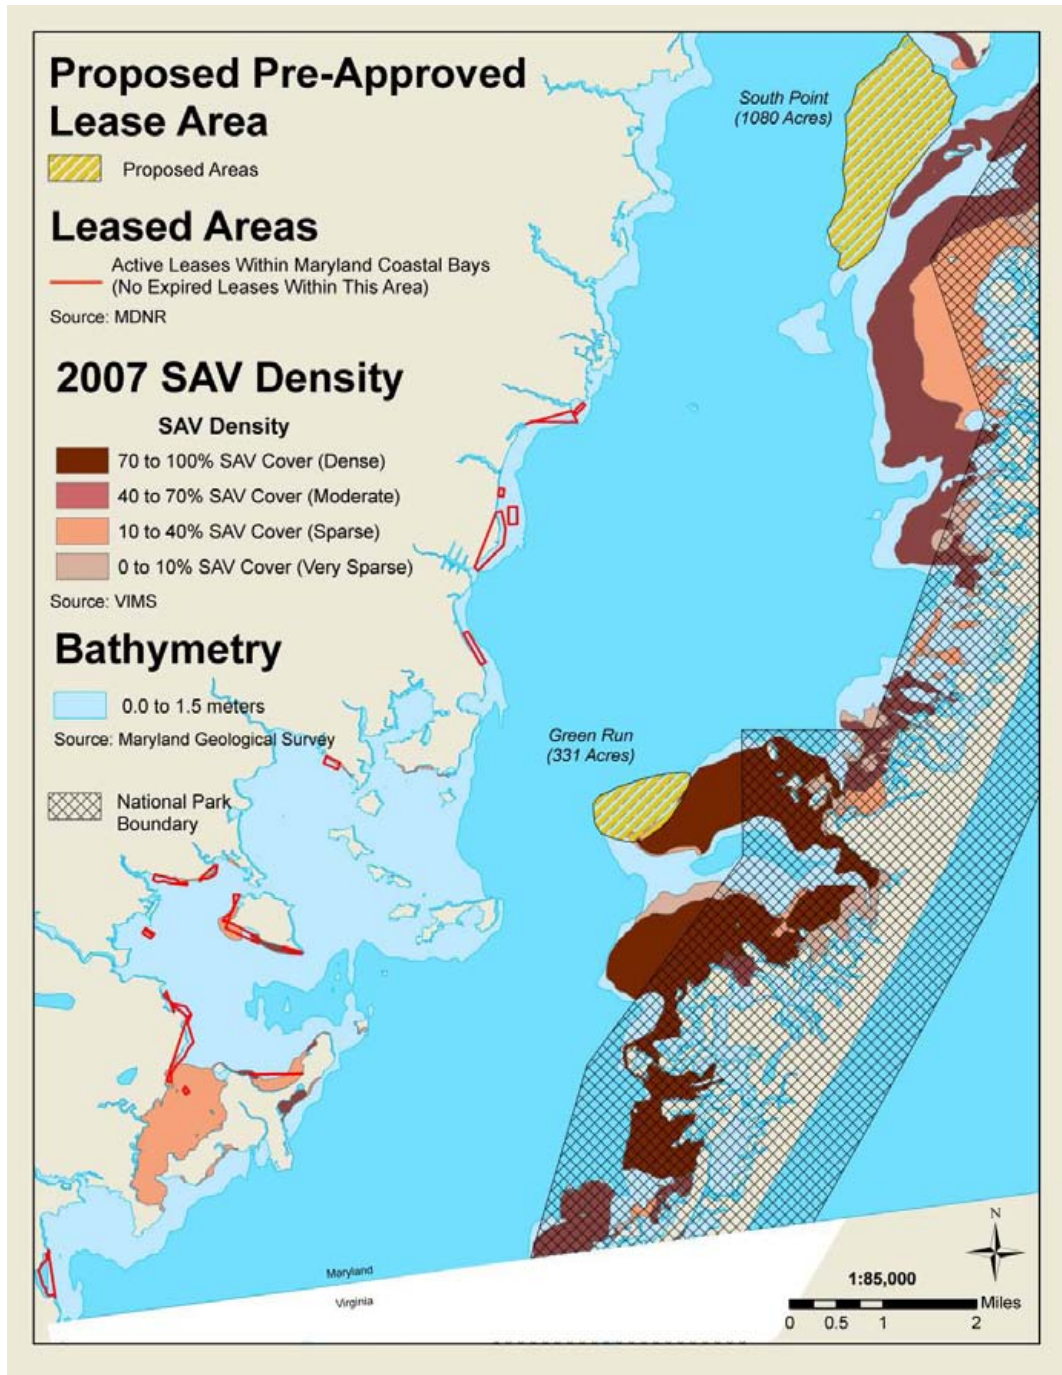 Proposed Pre-Approved
Lease Area
Proposed Areas
Leased Areas
Active Leases Within Maryland Coastal Bays
(No Expired Leases Within This Area)
Source: MDNR
2007 SAV Density
SAV Density
70 to 100% SAV Cover (Dense)
40 to 70% SAV Cover (Moderate)
10 to 40% SAV Cover (Sparse)
0 to 10% SAV Cover (Very Sparse)
Source: VIMS
Bathymetry
0.0 to 1.5 meters
Source: Maryland Geological Survey
National Park
Boundary
South Point
(1080 Acres)
Green Run
(331 Acres)
Maryland
Virginia
N
1:85,000
Miles
0 0.5 1 2